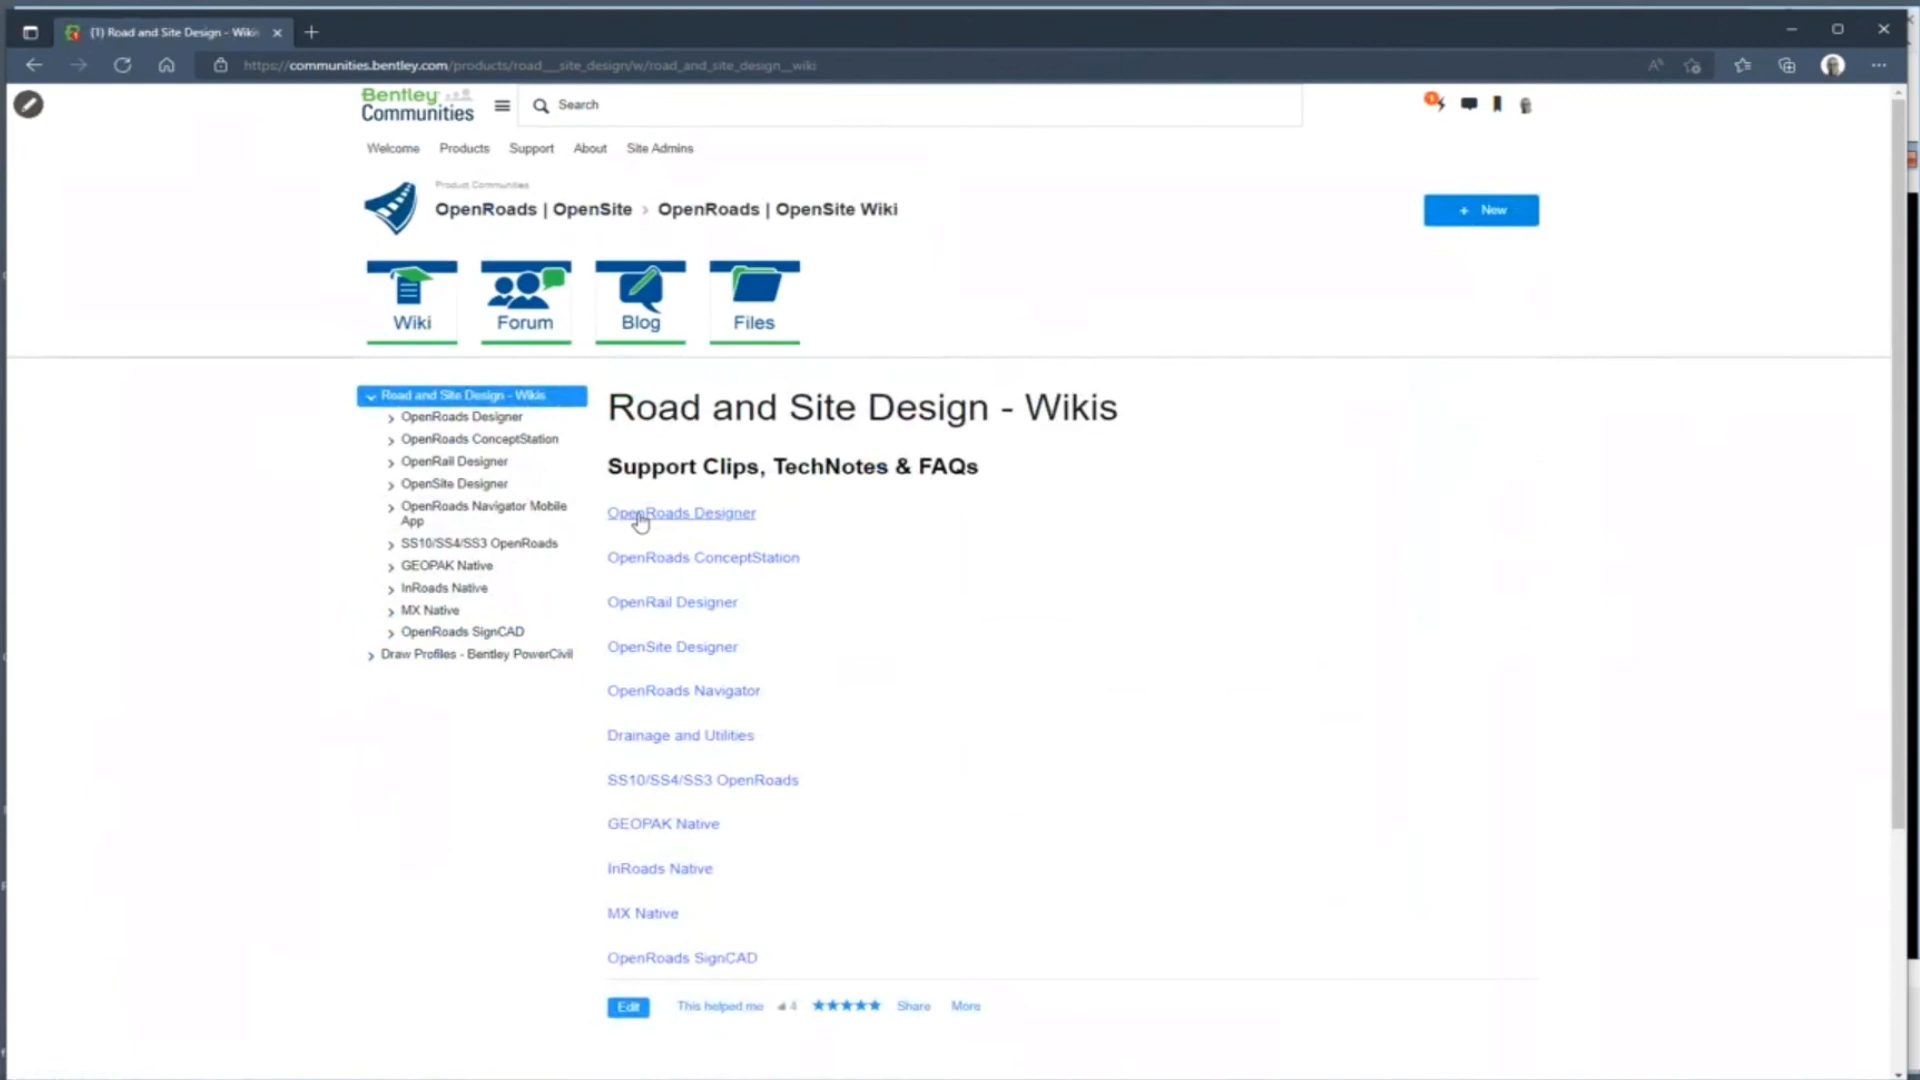 (1) Road and Site Design - Wikis
https://communities.bentley.com/products/road__site_design/w/road_and_site_design__wiki
Bentley
Communities
Search
Welcome Products Support About Site Admins
Product Communities
OpenRoads | OpenSite > OpenRoads | OpenSite Wiki
+ New
Wiki Forum Blog Files
Road and Site Design - Wikis
OpenRoads Designer
OpenRoads ConceptStation
OpenRail Designer
OpenSite Designer
OpenRoads Navigator Mobile
App
SS10/SS4/SS3 OpenRoads
GEOPAK Native
InRoads Native
MX Native
OpenRoads SignCAD
Draw Profiles - Bentley PowerCivil
Road and Site Design - Wikis
Support Clips, TechNotes & FAQs
OpenRoads Designer
OpenRoads ConceptStation
OpenRail Designer
OpenSite Designer
OpenRoads Navigator
Drainage and Utilities
SS10/SS4/SS3 OpenRoads
GEOPAK Native
InRoads Native
MX Native
OpenRoads SignCAD
Edit This helped me 4 Share More